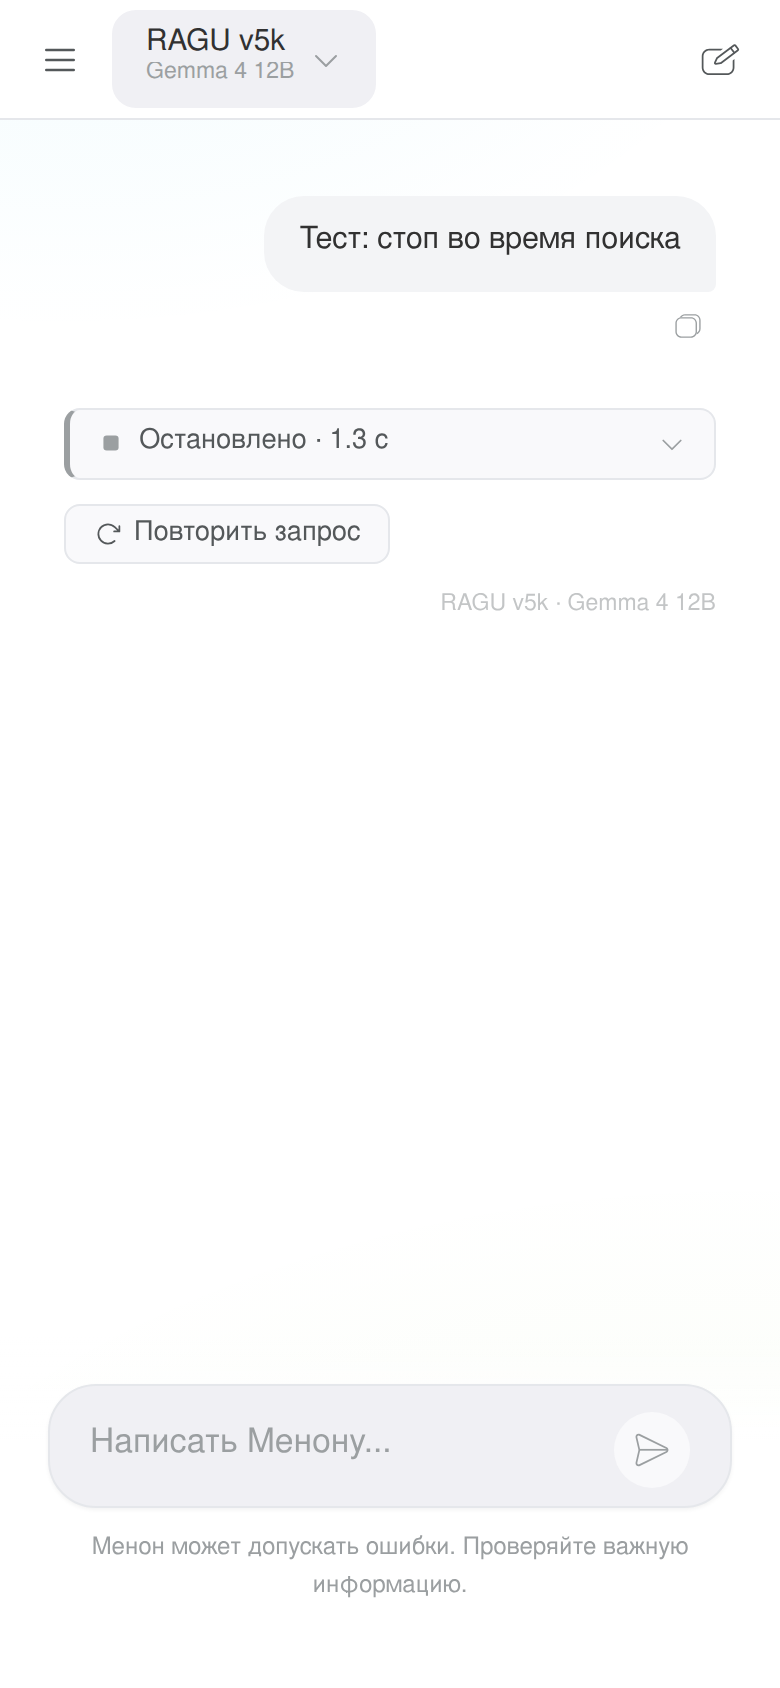 RAGU v5k
Gemma 4 12B
Тест: стоп во время поиска
Остановлено · 1.3 с
Повторить запрос
RAGU v5k · Gemma 4 12B
Написать Менону...
Менон может допускать ошибки. Проверяйте важную
информацию.